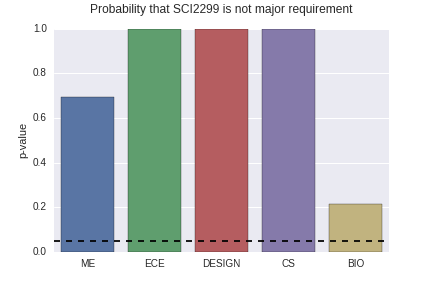 Probability that SCI2299 is not major requirement
1.0
0.8
0.6
0.4
0.2
0.0
p-value
ME ECE DESIGN CS BIO